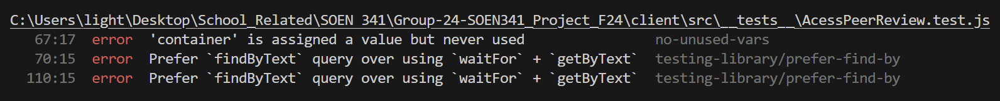 C:\Users\light\Desktop\School_Related\SOEN 341\Group-24-SOEN341_Project_F24\client\src\__tests__\AcessPeerReview.test.js
67:17 error 'container' is assigned a value but never used no-unused-vars
70:15 error Prefer `findByText` query over using `waitFor` + `getByText` testing-library/prefer-find-by
110:15 error Prefer `findByText` query over using `waitFor` + `getByText` testing-library/prefer-find-by